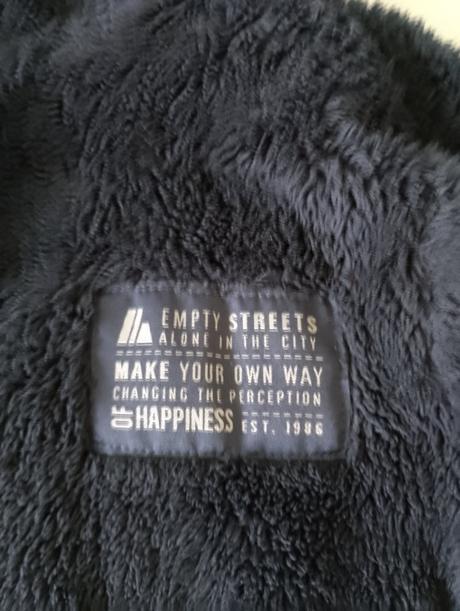 EMPTY STREETS
ALONE IN THE CITY
MAKE YOUR OWN WAY
CHANGING THE PERCEPTION
OF HAPPINESS EST. 1986